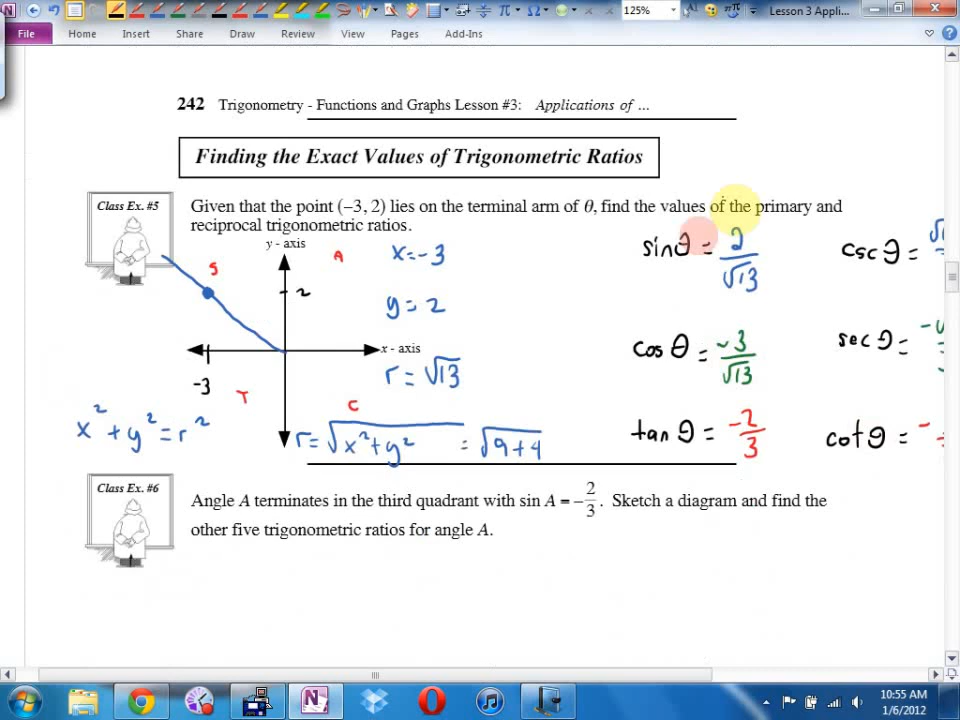 125%
Lesson 3 Appli...
File Home Insert Share Draw Review View Pages Add-Ins
242 Trigonometry - Functions and Graphs Lesson #3: Applications of ...
Finding the Exact Values of Trigonometric Ratios
Class Ex. #5
Given that the point (−3, 2) lies on the terminal arm of θ, find the values of the primary and
reciprocal trigonometric ratios.
y - axis
S
A
2
x - axis
-3
T
C
x = -3
y = 2
r = √13
x² + y² = r²
r = √x² + y² = √9 + 4
sin θ = 2/√13
csc θ =
cos θ = -3/√13
sec θ =
tan θ = -2/3
cot θ = -
Class Ex. #6
Angle A terminates in the third quadrant with sin A = −2/3. Sketch a diagram and find the
other five trigonometric ratios for angle A.
10:55 AM
1/6/2012